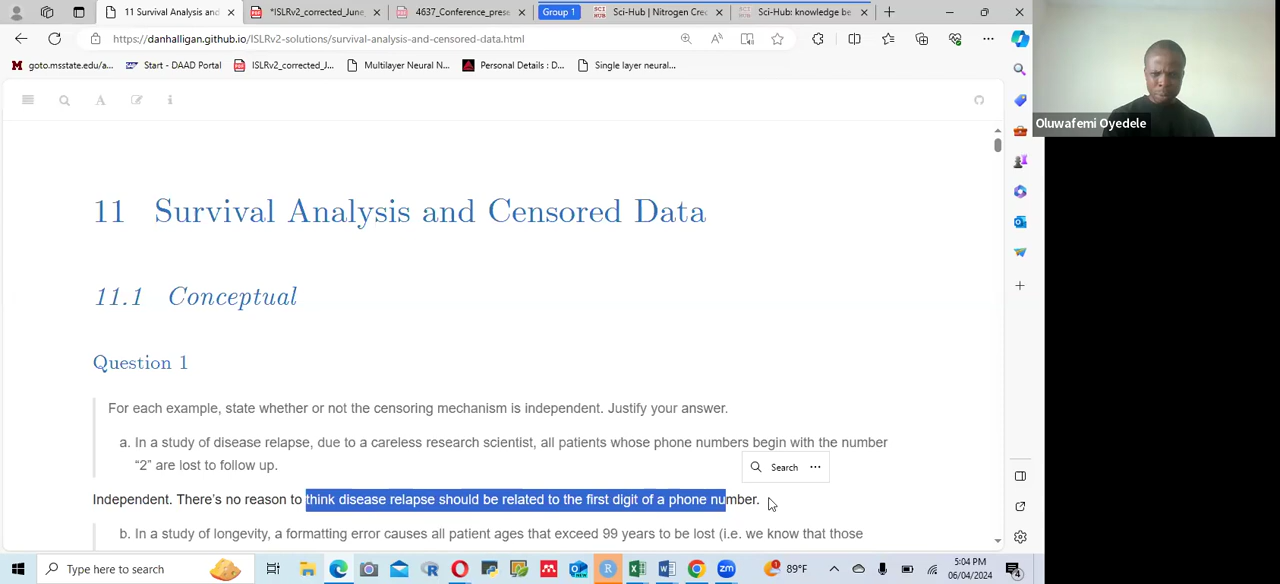 11 Survival Analysis and
*ISLRv2_corrected_June_
4637_Conference_prese
Group 1
SCI HUB
Sci-Hub | Nitrogen Cre
Sci-Hub: knowledge be
https://danhalligan.github.io/ISLRv2-solutions/survival-analysis-and-censored-data.html
goto.msstate.edu/a...
Start - DAAD Portal
ISLRv2_corrected_J...
Multilayer Neural N...
Personal Details : D...
Single layer neural...
Oluwafemi Oyedele
11 Survival Analysis and Censored Data
11.1 Conceptual
Question 1
For each example, state whether or not the censoring mechanism is independent. Justify your answer.
a. In a study of disease relapse, due to a careless research scientist, all patients whose phone numbers begin with the number
“2” are lost to follow up.
Search
Independent. There’s no reason to think disease relapse should be related to the first digit of a phone number.
b. In a study of longevity, a formatting error causes all patient ages that exceed 99 years to be lost (i.e. we know that those
Type here to search
zm
89°F
5:04 PM
06/04/2024